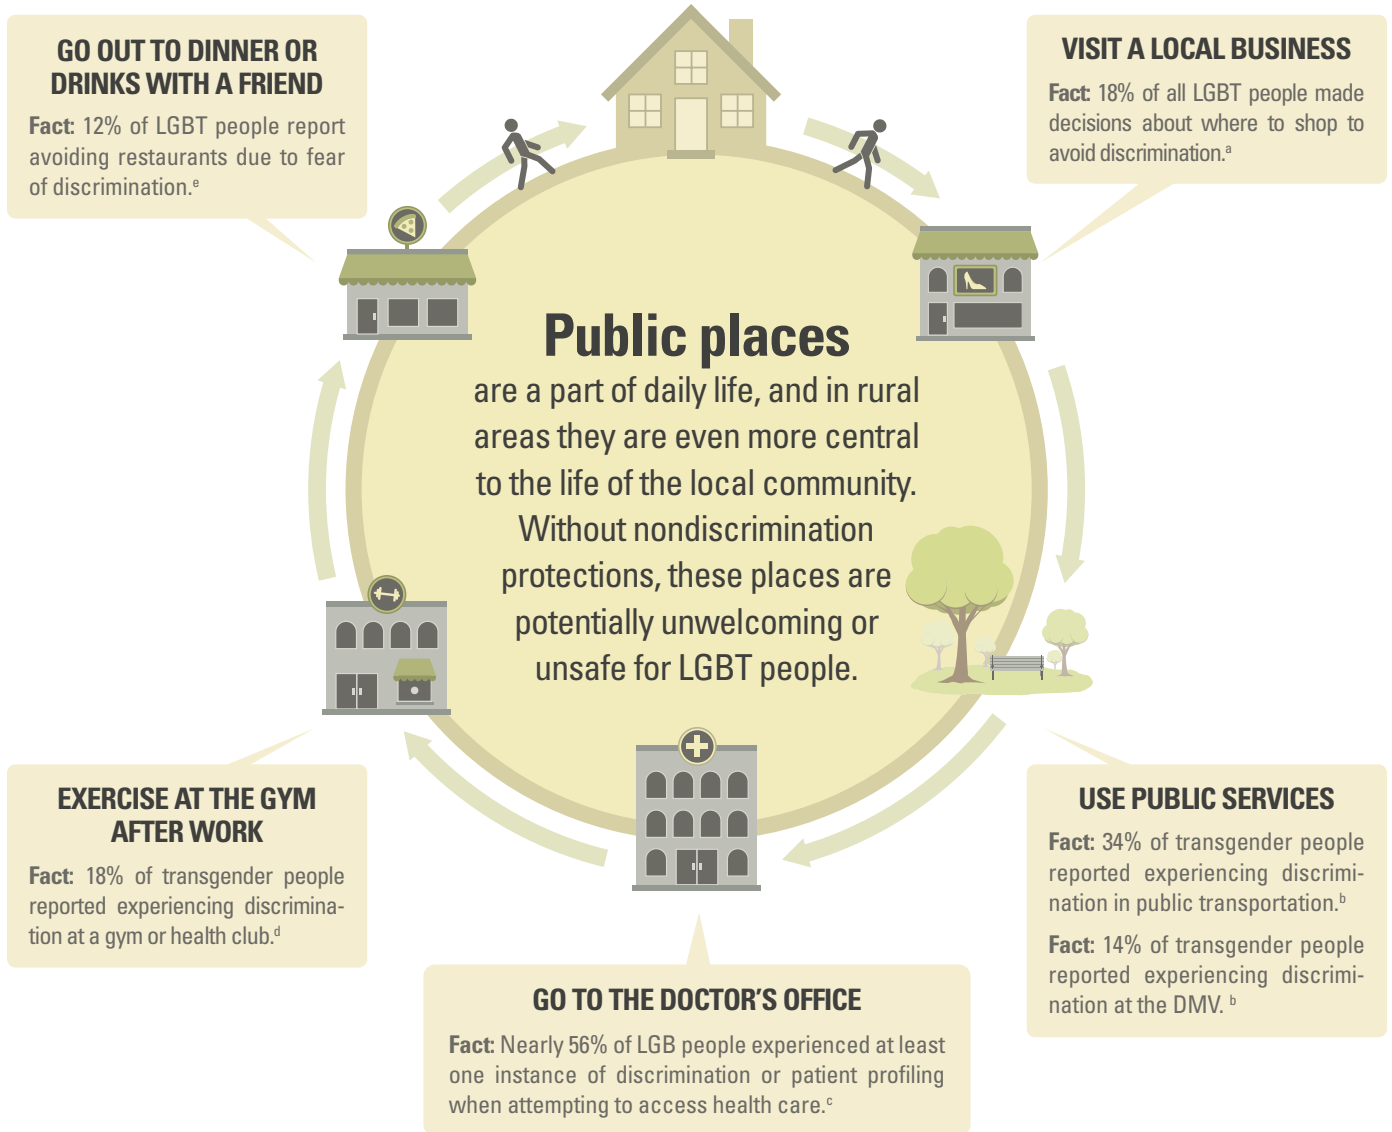 GO OUT TO DINNER OR
DRINKS WITH A FRIEND
Fact: 12% of LGBT people report
avoiding restaurants due to fear
of discrimination.e
VISIT A LOCAL BUSINESS
Fact: 18% of all LGBT people made
decisions about where to shop to
avoid discrimination.a
Public places
are a part of daily life, and in rural
areas they are even more central
to the life of the local community.
Without nondiscrimination
protections, these places are
potentially unwelcoming or
unsafe for LGBT people.
EXERCISE AT THE GYM
AFTER WORK
Fact: 18% of transgender people
reported experiencing discrimina-
tion at a gym or health club.d
USE PUBLIC SERVICES
Fact: 34% of transgender people
reported experiencing discrimi-
nation in public transportation.b
Fact: 14% of transgender people
reported experiencing discrimi-
nation at the DMV. b
GO TO THE DOCTOR'S OFFICE
Fact: Nearly 56% of LGB people experienced at least
one instance of discrimination or patient profiling
when attempting to access health care.c